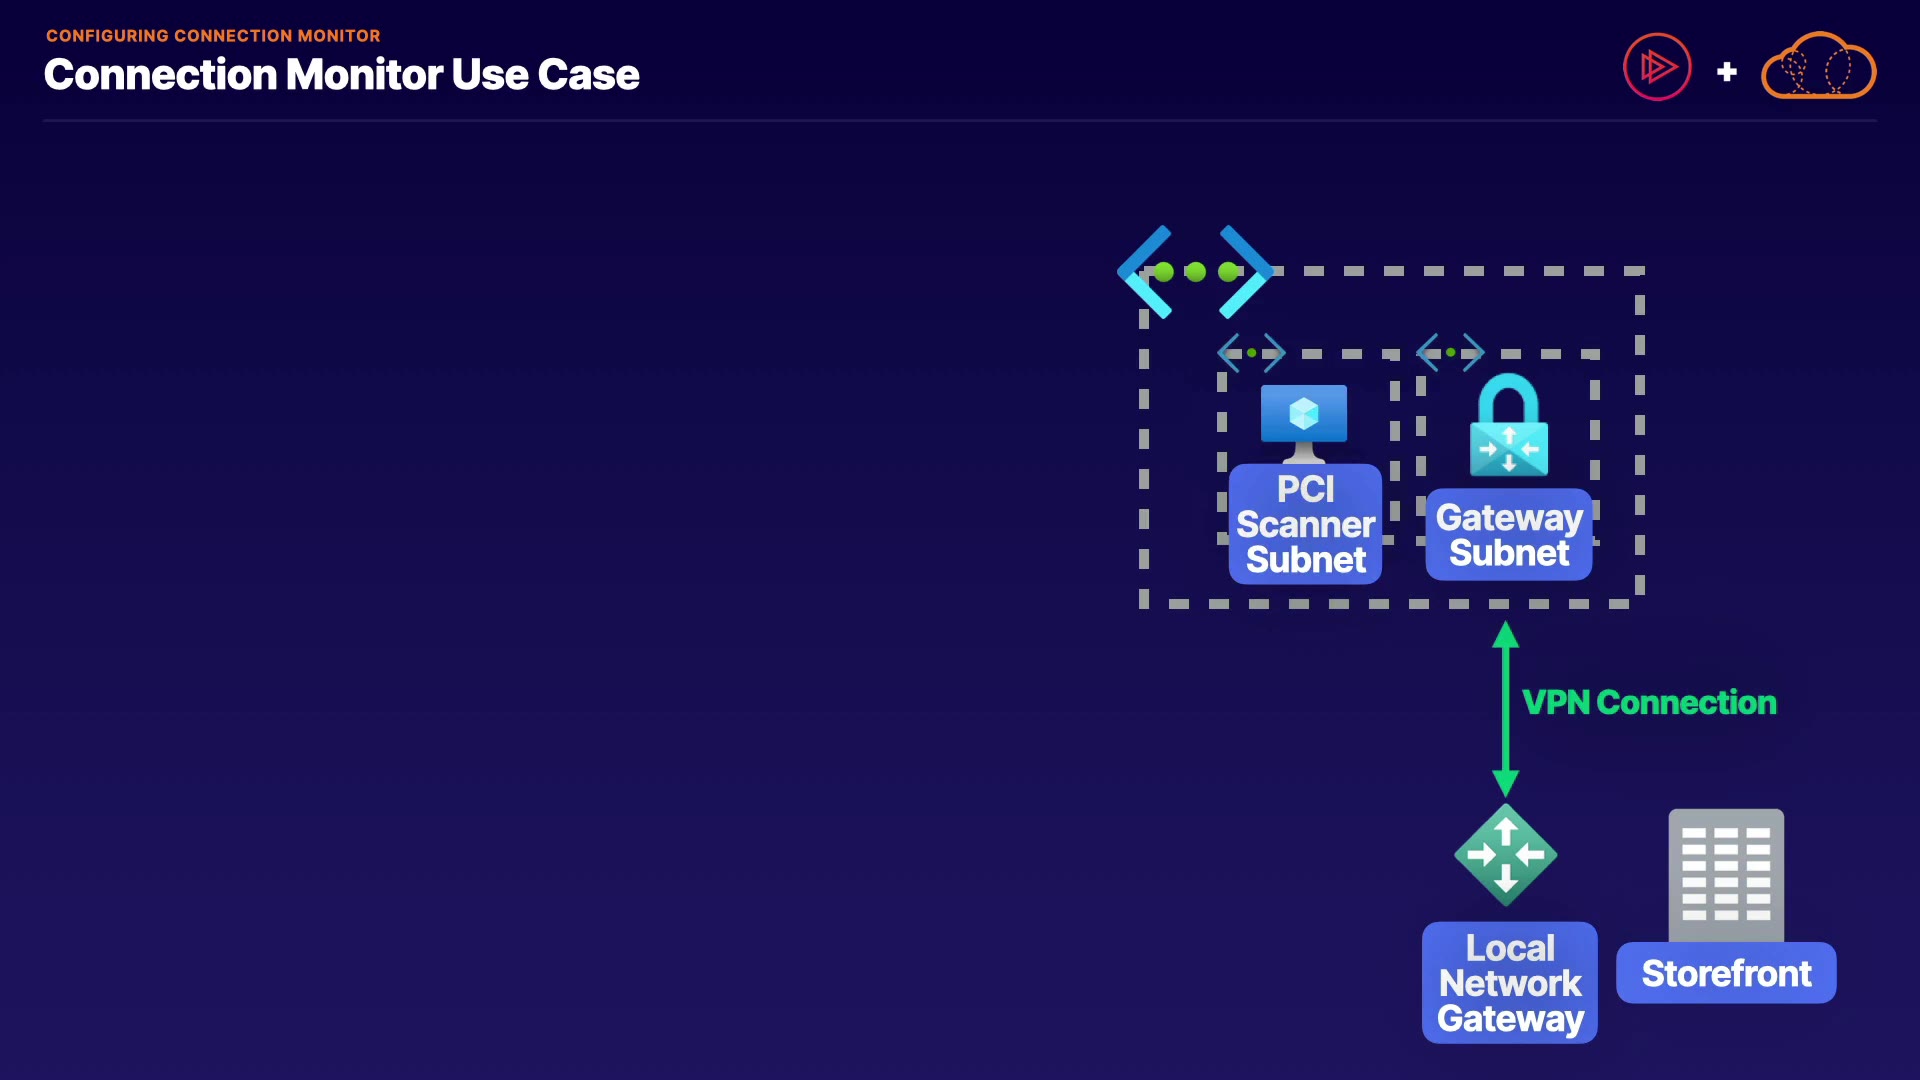 CONFIGURING CONNECTION MONITOR
Connection Monitor Use Case
PCI
Scanner
Subnet
Gateway
Subnet
VPN Connection
Local
Network
Gateway
Storefront